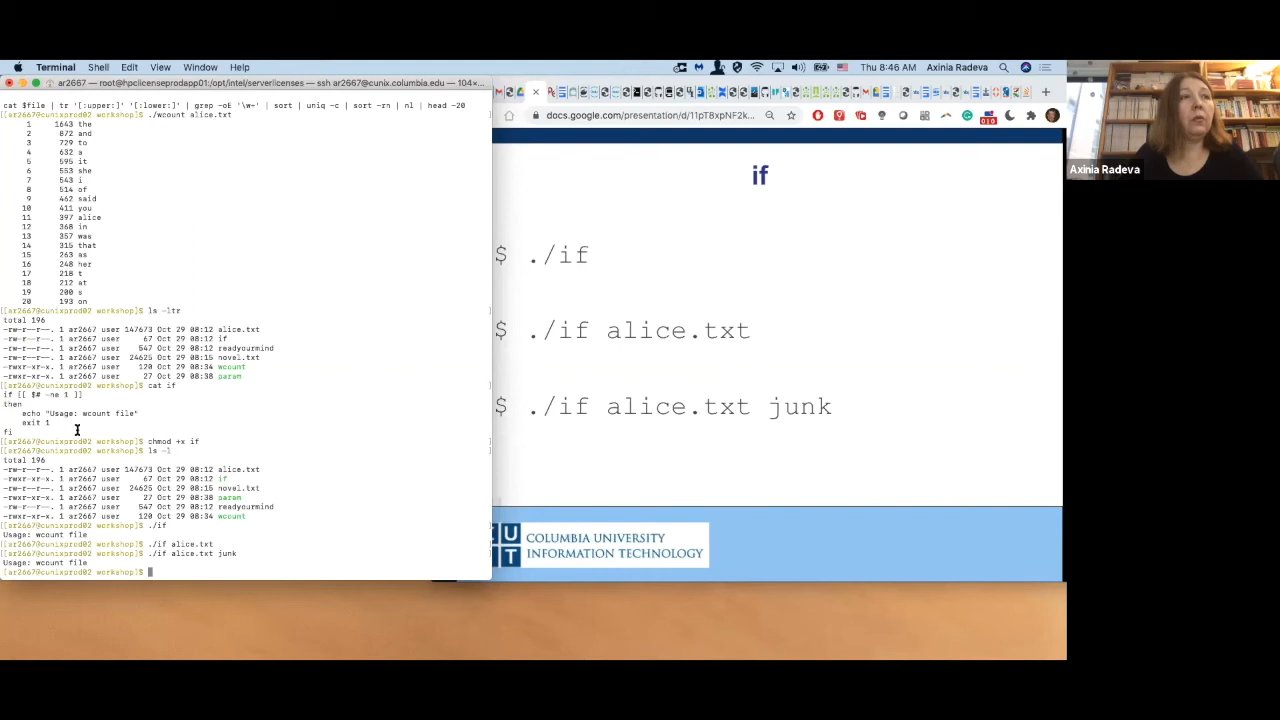 Terminal Shell Edit View Window Help
Thu 8:46 AM Axinia Radeva
ar2667 — root@hpclicenseprodapp01:/opt/intel/serverlicenses — ssh ar2667@cunix.columbia.edu — 104×…
cat $file | tr '[:upper:]' '[:lower:]' | grep -oE '\w+' | sort | uniq -c | sort -rn | nl | head -20
[[ar2667@cunixprod02 workshop]$ ./wcount alice.txt ]
1 1643 the
2 872 and
3 729 to
4 632 a
5 595 it
6 553 she
7 543 i
8 514 of
9 462 said
10 411 you
11 397 alice
12 368 in
13 357 was
14 315 that
15 263 as
16 248 her
17 218 t
18 212 at
19 200 s
20 193 on
[[ar2667@cunixprod02 workshop]$ ls -ltr ]
total 196
-rw-r--r--. 1 ar2667 user 147673 Oct 29 08:12 alice.txt
-rw-r--r--. 1 ar2667 user 67 Oct 29 08:12 if
-rw-r--r--. 1 ar2667 user 547 Oct 29 08:12 readyourmind
-rw-r--r--. 1 ar2667 user 24625 Oct 29 08:15 novel.txt
-rwxr-xr-x. 1 ar2667 user 120 Oct 29 08:34 wcount
-rwxr-xr-x. 1 ar2667 user 27 Oct 29 08:38 param
[[ar2667@cunixprod02 workshop]$ cat if ]
if [[ $# -ne 1 ]]
then
echo "Usage: wcount file"
exit 1
fi
[[ar2667@cunixprod02 workshop]$ chmod +x if ]
[[ar2667@cunixprod02 workshop]$ ls -l ]
total 196
-rw-r--r--. 1 ar2667 user 147673 Oct 29 08:12 alice.txt
-rwxr-xr-x. 1 ar2667 user 67 Oct 29 08:12 if
-rw-r--r--. 1 ar2667 user 24625 Oct 29 08:15 novel.txt
-rwxr-xr-x. 1 ar2667 user 27 Oct 29 08:38 param
-rw-r--r--. 1 ar2667 user 547 Oct 29 08:12 readyourmind
-rwxr-xr-x. 1 ar2667 user 120 Oct 29 08:34 wcount
[[ar2667@cunixprod02 workshop]$ ./if ]
Usage: wcount file
[[ar2667@cunixprod02 workshop]$ ./if alice.txt ]
[[ar2667@cunixprod02 workshop]$ ./if alice.txt junk ]
Usage: wcount file
[ar2667@cunixprod02 workshop]$
docs.google.com/presentation/d/11pT8xpNF2k...
if
$ ./if
$ ./if alice.txt
$ ./if alice.txt junk
COLUMBIA UNIVERSITY
INFORMATION TECHNOLOGY
Axinia Radeva